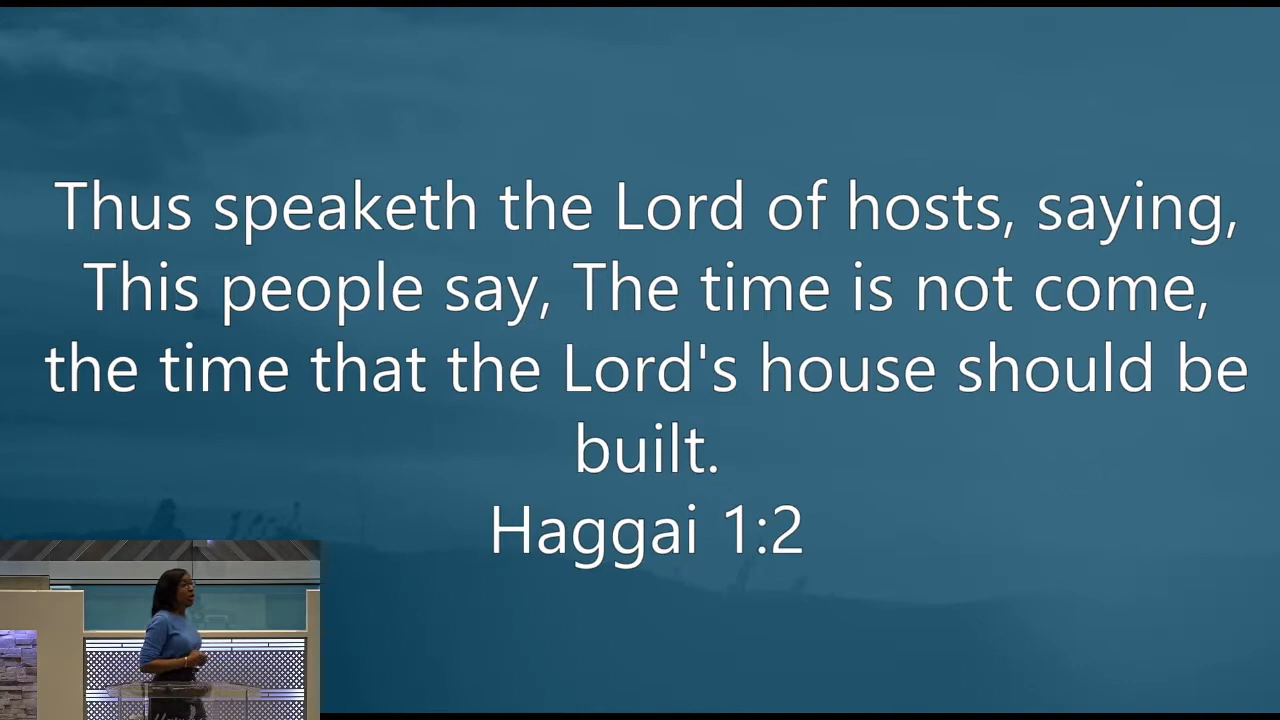 Thus speaketh the Lord of hosts, saying,
This people say, The time is not come,
the time that the Lord's house should be
built.
Haggai 1:2